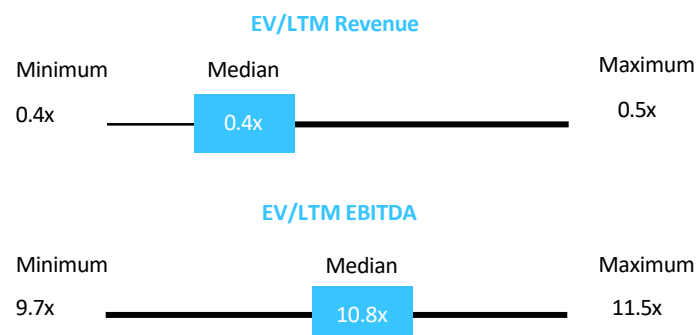 EV/LTM Revenue
Minimum Median Maximum
0.4x 0.4x 0.5x
EV/LTM EBITDA
Minimum Median Maximum
9.7x 10.8x 11.5x